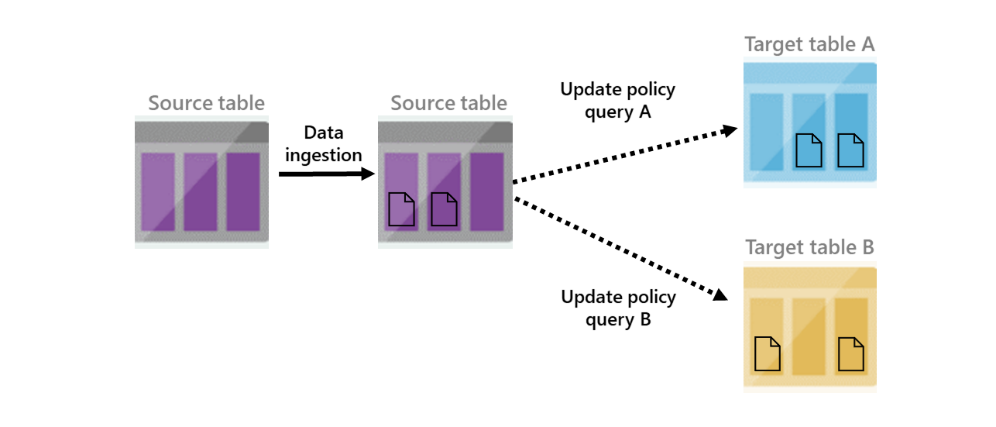 Source table
Data
ingestion
Source table
Update policy
query A
Target table A
Update policy
query B
Target table B